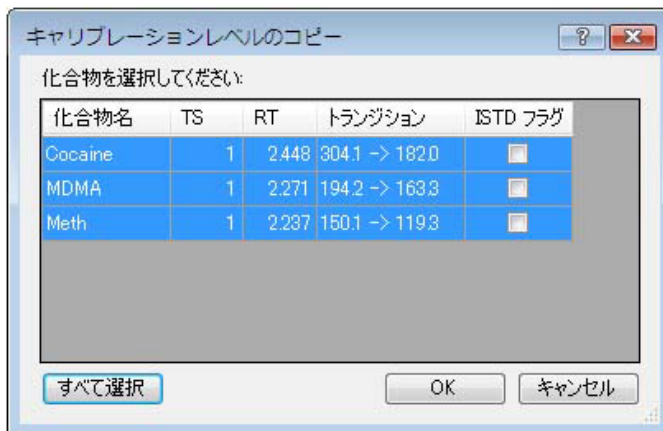 キャリブレーションレベルのコピー
化合物を選択してください:
化合物名 TS RT トランジション ISTD フラグ
Cocaine 1 2.448 304.1 -> 182.0
MDMA 1 2.271 194.2 -> 163.3
Meth 1 2.237 150.1 -> 119.3
すべて選択 OK キャンセル